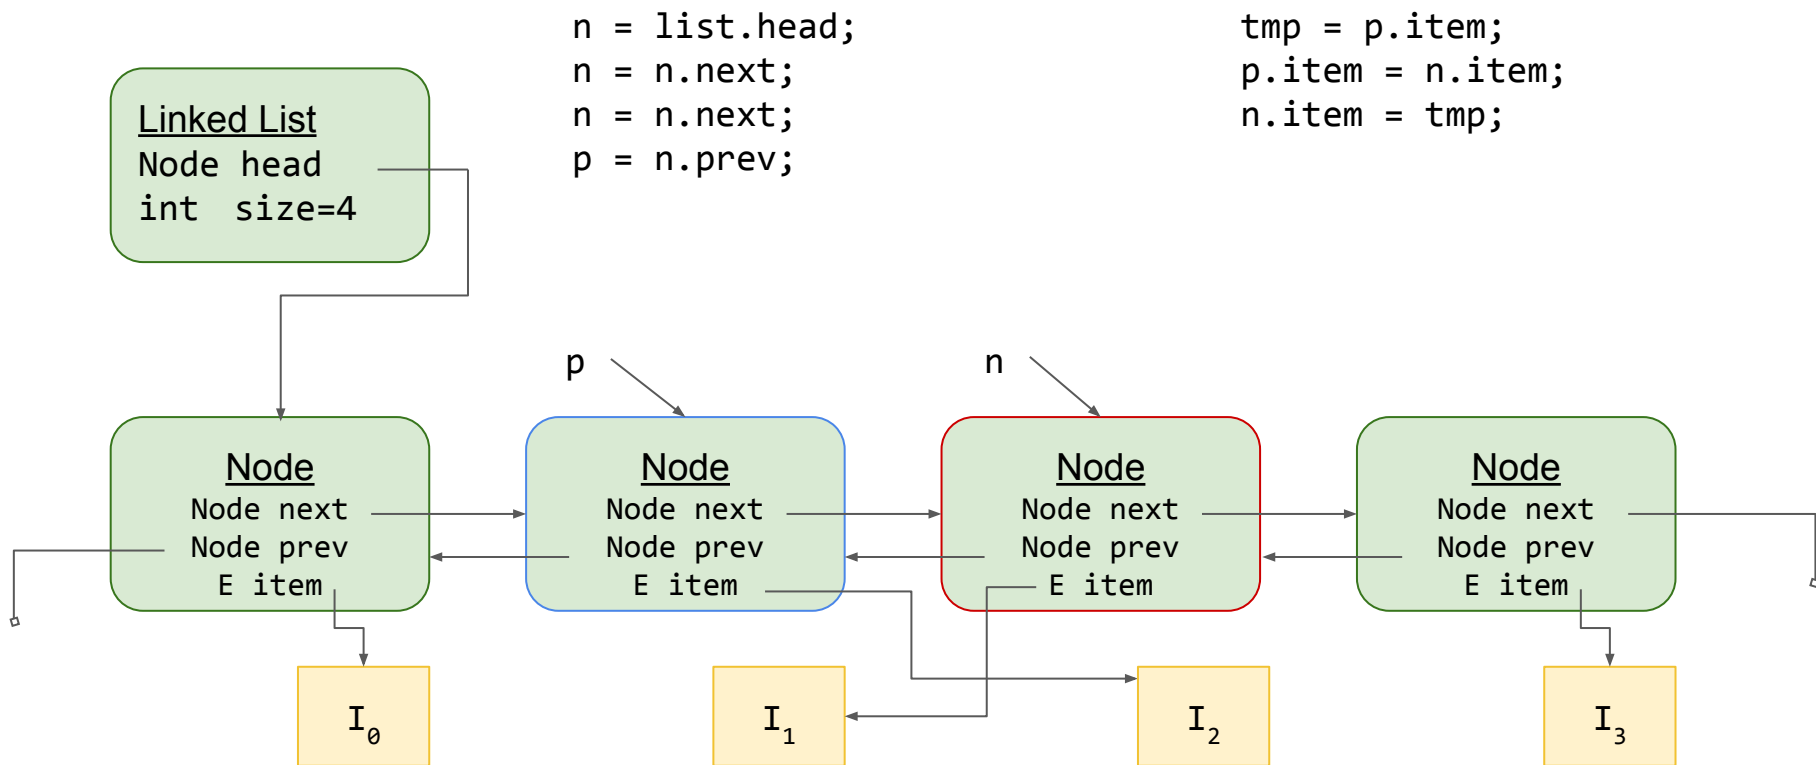 n = list.head;
n = n.next;
n = n.next;
p = n.prev;
tmp = p.item;
p.item = n.item;
n.item = tmp;
Linked List
Node head
int size=4
p
n
Node
Node next
Node prev
E item
Node
Node next
Node prev
E item
Node
Node next
Node prev
E item
Node
Node next
Node prev
E item
I₀
I₁
I₂
I₃